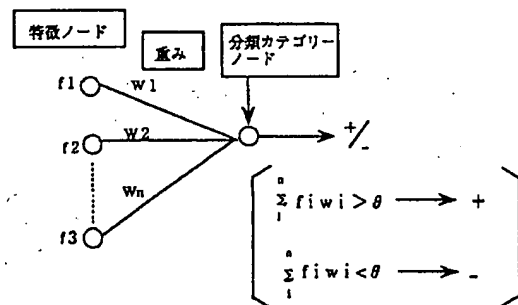 特徴ノード
重み
分類カテゴリー
ノード
f1
w1
f2
w2
wn
f3
+/-
n
Σ fiwi>θ → +
i
n
Σ fiwi<θ → -
i